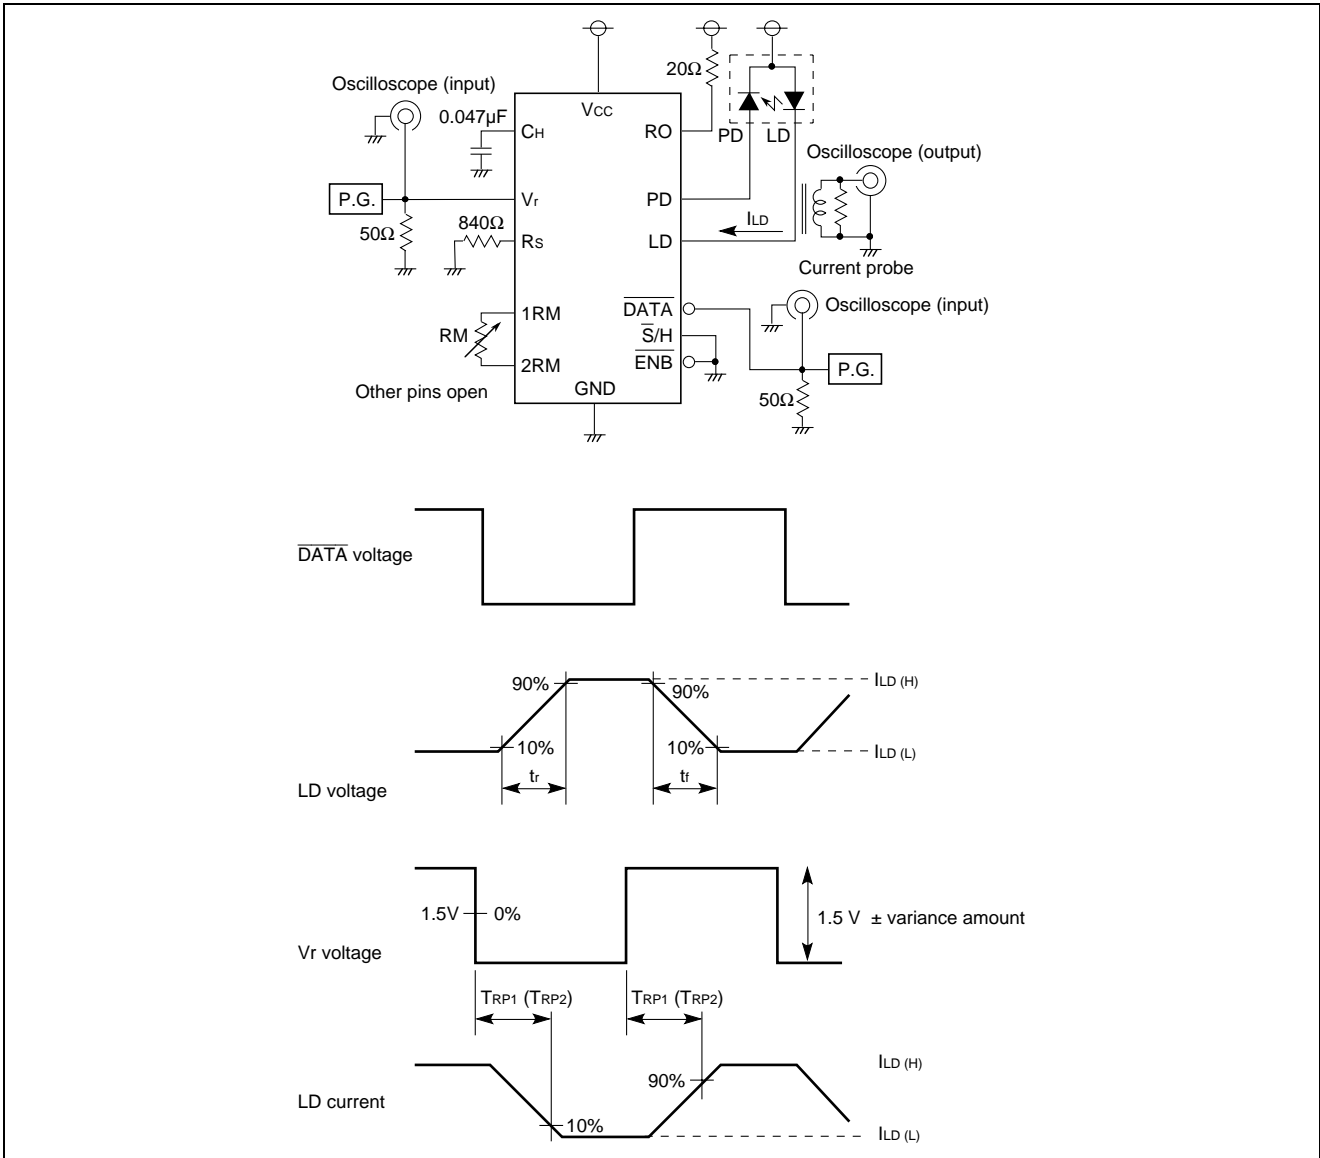 Oscilloscope (input)
20Ω
0.047μF
VCC
CH
RO
PD LD
Oscilloscope (output)
P.G.
Vr
PD
50Ω
840Ω
RS
LD
ILD
Current probe
1RM
DATA
Oscilloscope (input)
RM
S/H
2RM
ENB
P.G.
Other pins open
GND
50Ω
DATA voltage
90%
90%
ILD (H)
10%
10%
ILD (L)
tr
tf
LD voltage
1.5V
0%
1.5 V ± variance amount
Vr voltage
TRP1 (TRP2)
TRP1 (TRP2)
ILD (H)
90%
LD current
10%
ILD (L)